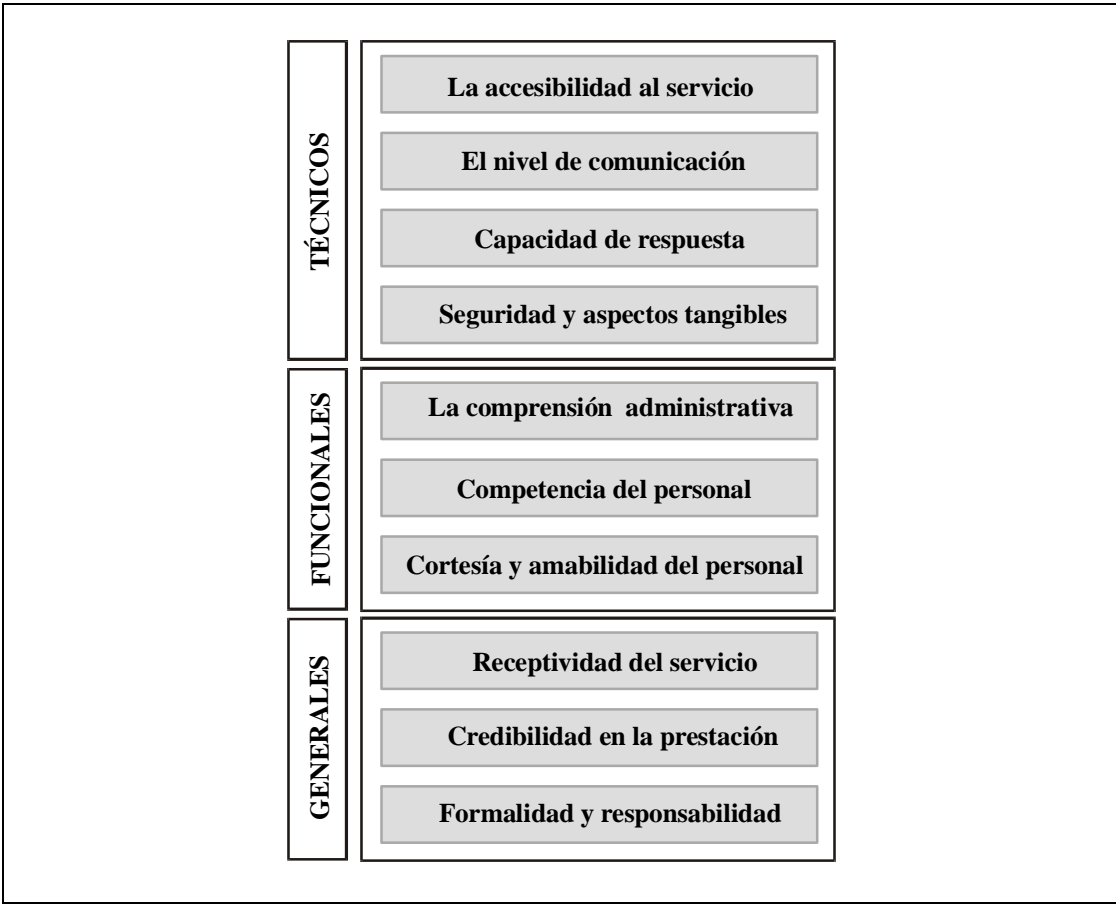 TÉCNICOS
La accesibilidad al servicio
El nivel de comunicación
Capacidad de respuesta
Seguridad y aspectos tangibles
FUNCIONALES
La comprensión administrativa
Competencia del personal
Cortesía y amabilidad del personal
GENERALES
Receptividad del servicio
Credibilidad en la prestación
Formalidad y responsabilidad